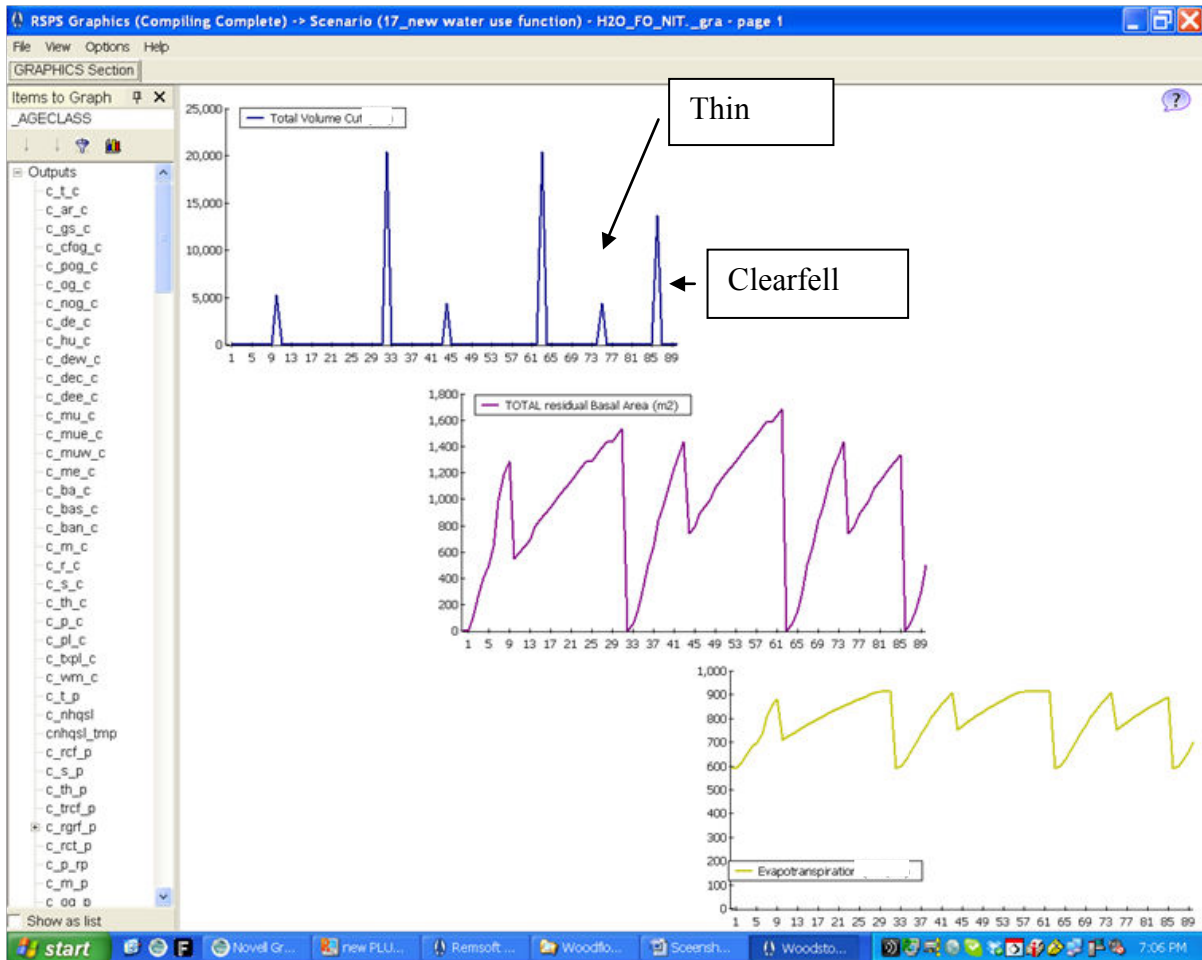 RSPS Graphics (Compiling Complete) -> Scenario (17_new water use function) - H2O_FO_NIT._gra - page 1
File View Options Help
GRAPHICS Section
Items to Graph
_AGECLASS
Outputs
c_t_c
c_ar_c
c_gs_c
c_cfog_c
c_pog_c
c_og_c
c_nog_c
c_de_c
c_hu_c
c_dew_c
c_dec_c
c_dee_c
c_mu_c
c_mue_c
c_muw_c
c_me_c
c_ba_c
c_bas_c
c_ban_c
c_m_c
c_r_c
c_s_c
c_th_c
c_p_c
c_pl_c
c_txpl_c
c_wm_c
c_t_p
c_nhqsl
cnhqsl_tmp
c_rcf_p
c_s_p
c_th_p
c_trcf_p
c_rgrf_p
c_rct_p
c_p_rp
c_m_p
c_og_p
Show as list
25,000
20,000
15,000
10,000
5,000
0
Total Volume Cut
1 5 9 13 17 21 25 29 33 37 41 45 49 53 57 61 65 69 73 77 81 85 89
Thin
Clearfell
1,800
1,600
1,400
1,200
1,000
800
600
400
200
0
TOTAL residual Basal Area (m2)
1 5 9 13 17 21 25 29 33 37 41 45 49 53 57 61 65 69 73 77 81 85 89
1,000
900
800
700
600
500
400
300
200
100
0
Evapotranspiration
1 5 9 13 17 21 25 29 33 37 41 45 49 53 57 61 65 69 73 77 81 85 89
start
Novell Gr...
new PLU...
Remsoft ...
Woodflo...
Sceensh...
Woodsto...
7:06 PM